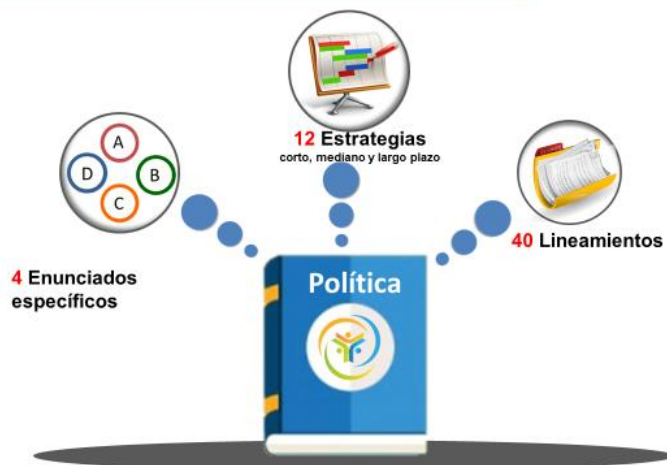 12 Estrategias
corto, mediano y largo plazo
A
D
B
C
40 Lineamientos
4 Enunciados
específicos
Política